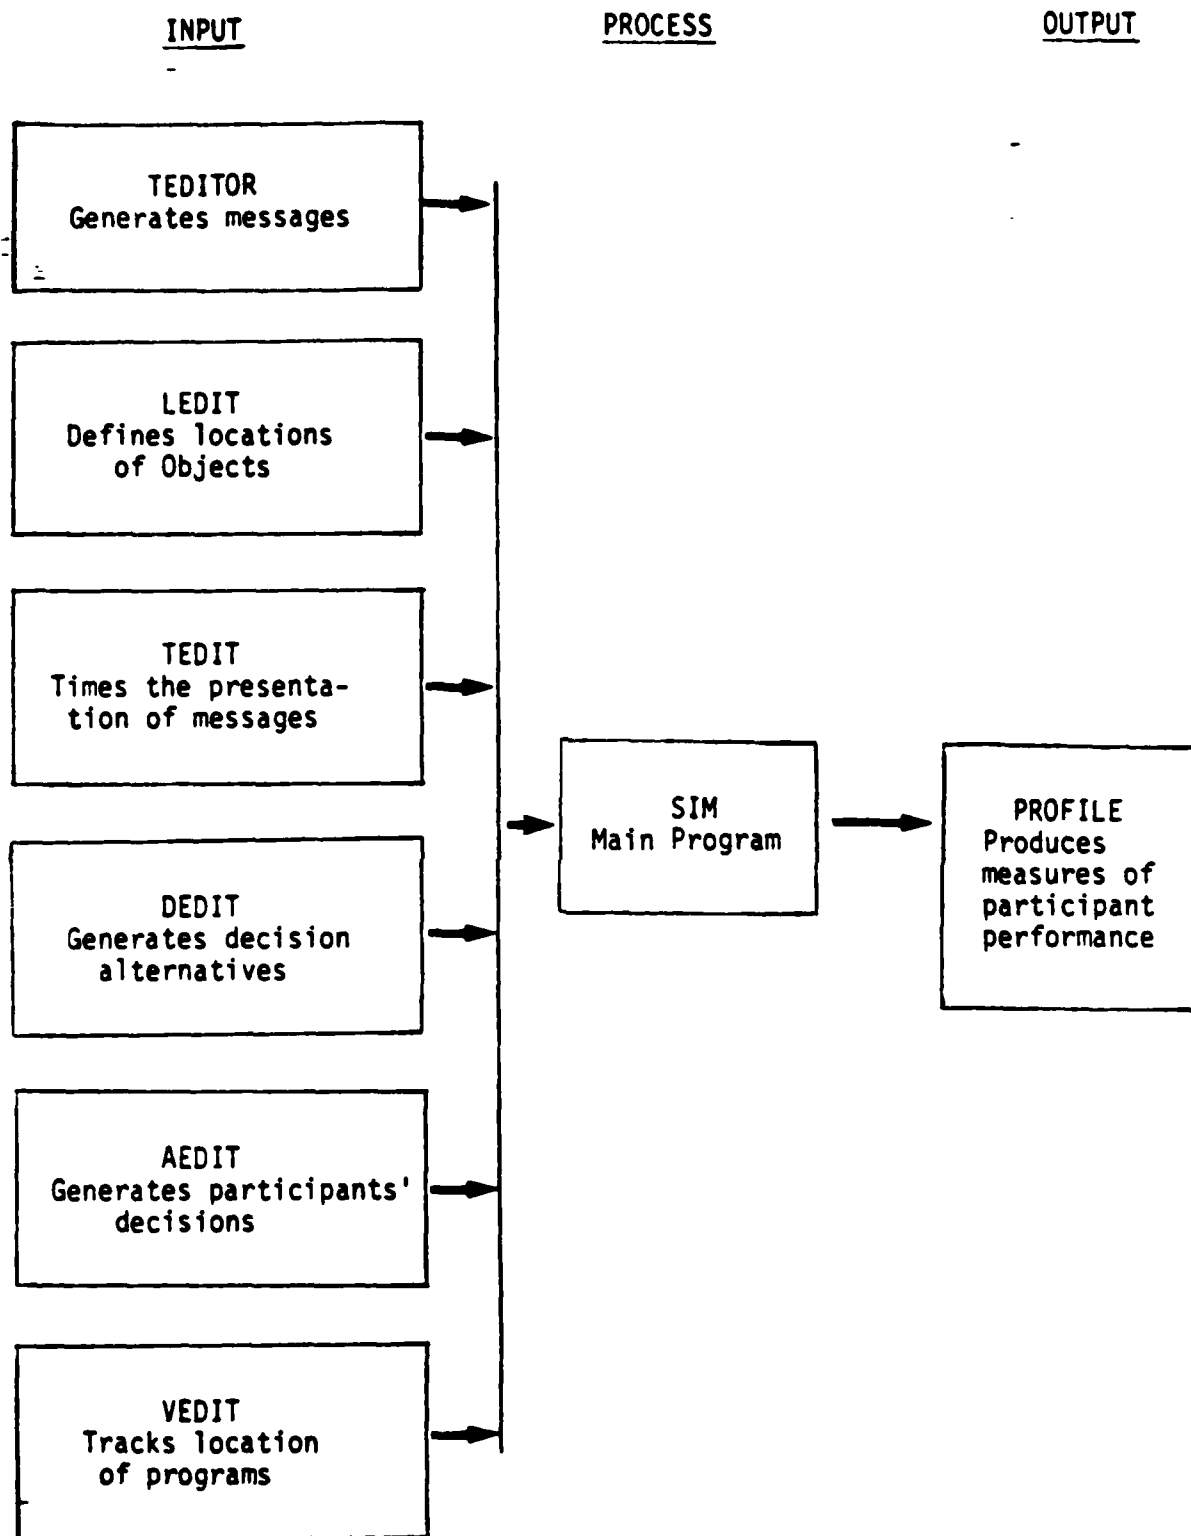 INPUT
PROCESS
OUTPUT
TEDITOR
Generates messages
LEDIT
Defines locations
of Objects
TEDIT
Times the presenta-
tion of messages
DEDIT
Generates decision
alternatives
AEDIT
Generates participants'
decisions
VEDIT
Tracks location
of programs
SIM
Main Program
PROFILE
Produces
measures of
participant
performance